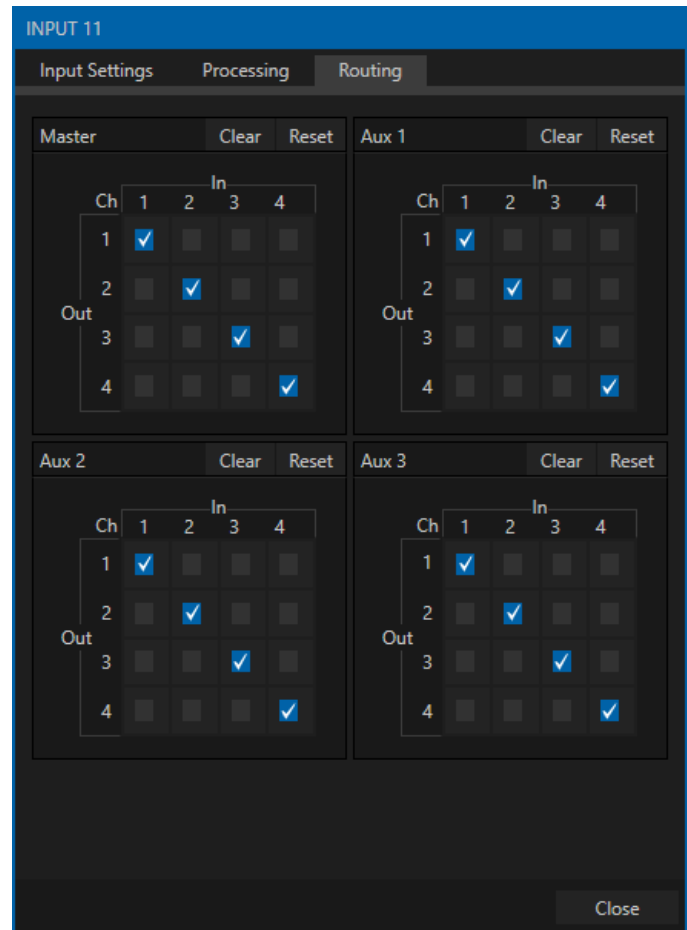 INPUT 11
Input Settings Processing Routing
Master Clear Reset
In
Ch 1 2 3 4
1
2
Out
3
4
Aux 1 Clear Reset
In
Ch 1 2 3 4
1
2
Out
3
4
Aux 2 Clear Reset
In
Ch 1 2 3 4
1
2
Out
3
4
Aux 3 Clear Reset
In
Ch 1 2 3 4
1
2
Out
3
4
Close